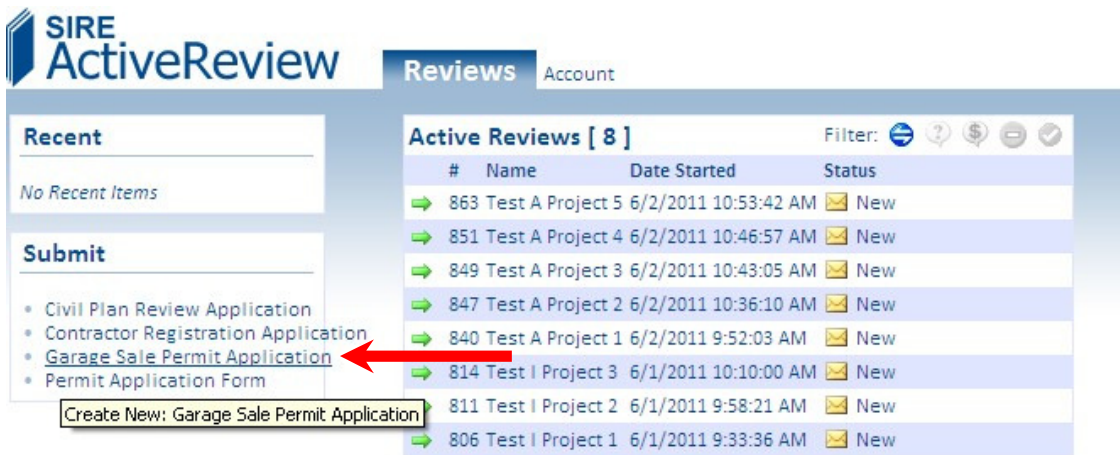 SIRE
ActiveReview
Reviews Account
Recent
No Recent Items
Submit
• Civil Plan Review Application
• Contractor Registration Application
• Garage Sale Permit Application
• Permit Application Form
Create New: Garage Sale Permit Application
Active Reviews [ 8 ] Filter:
# Name Date Started Status
863 Test A Project 5 6/2/2011 10:53:42 AM New
851 Test A Project 4 6/2/2011 10:46:57 AM New
849 Test A Project 3 6/2/2011 10:43:05 AM New
847 Test A Project 2 6/2/2011 10:36:10 AM New
840 Test A Project 1 6/2/2011 9:52:03 AM New
814 Test I Project 3 6/1/2011 10:10:00 AM New
811 Test I Project 2 6/1/2011 9:58:21 AM New
806 Test I Project 1 6/1/2011 9:33:36 AM New